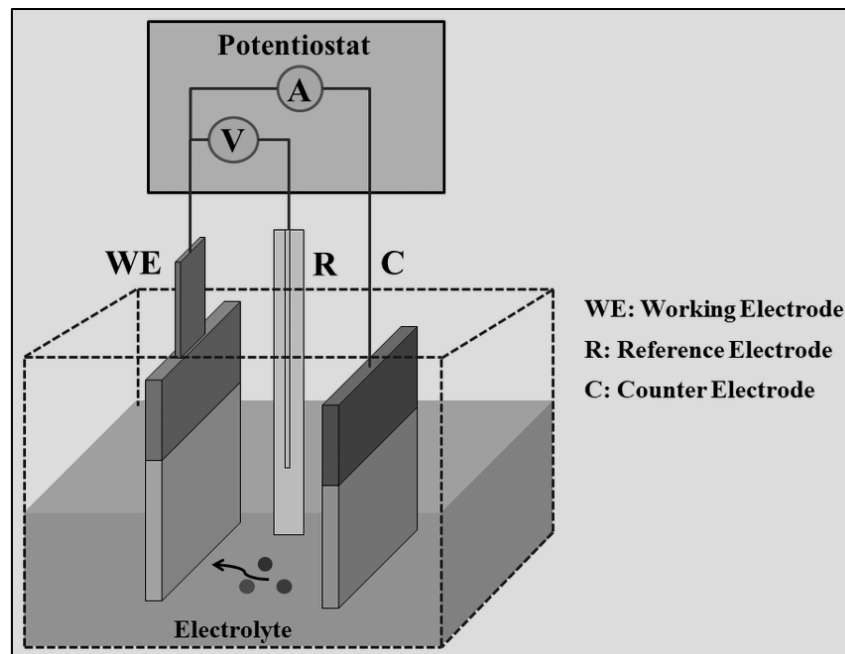 Potentiostat
A
V
WE
R
C
WE: Working Electrode
R: Reference Electrode
C: Counter Electrode
Electrolyte